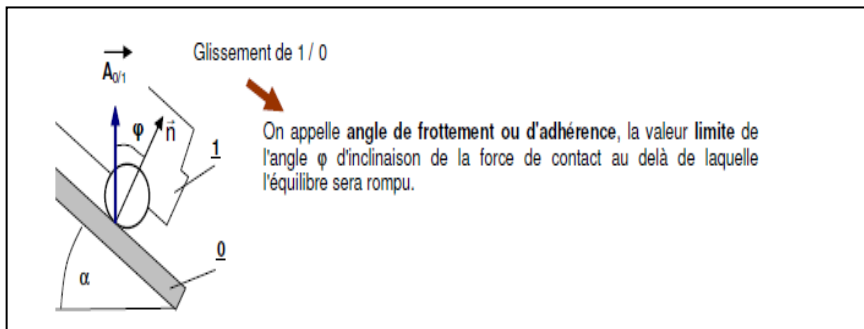 Glissement de 1 / 0
A0/1
φ
n
1
On appelle angle de frottement ou d'adhérence, la valeur limite de
l'angle φ d'inclinaison de la force de contact au delà de laquelle
l'équilibre sera rompu.
0
α